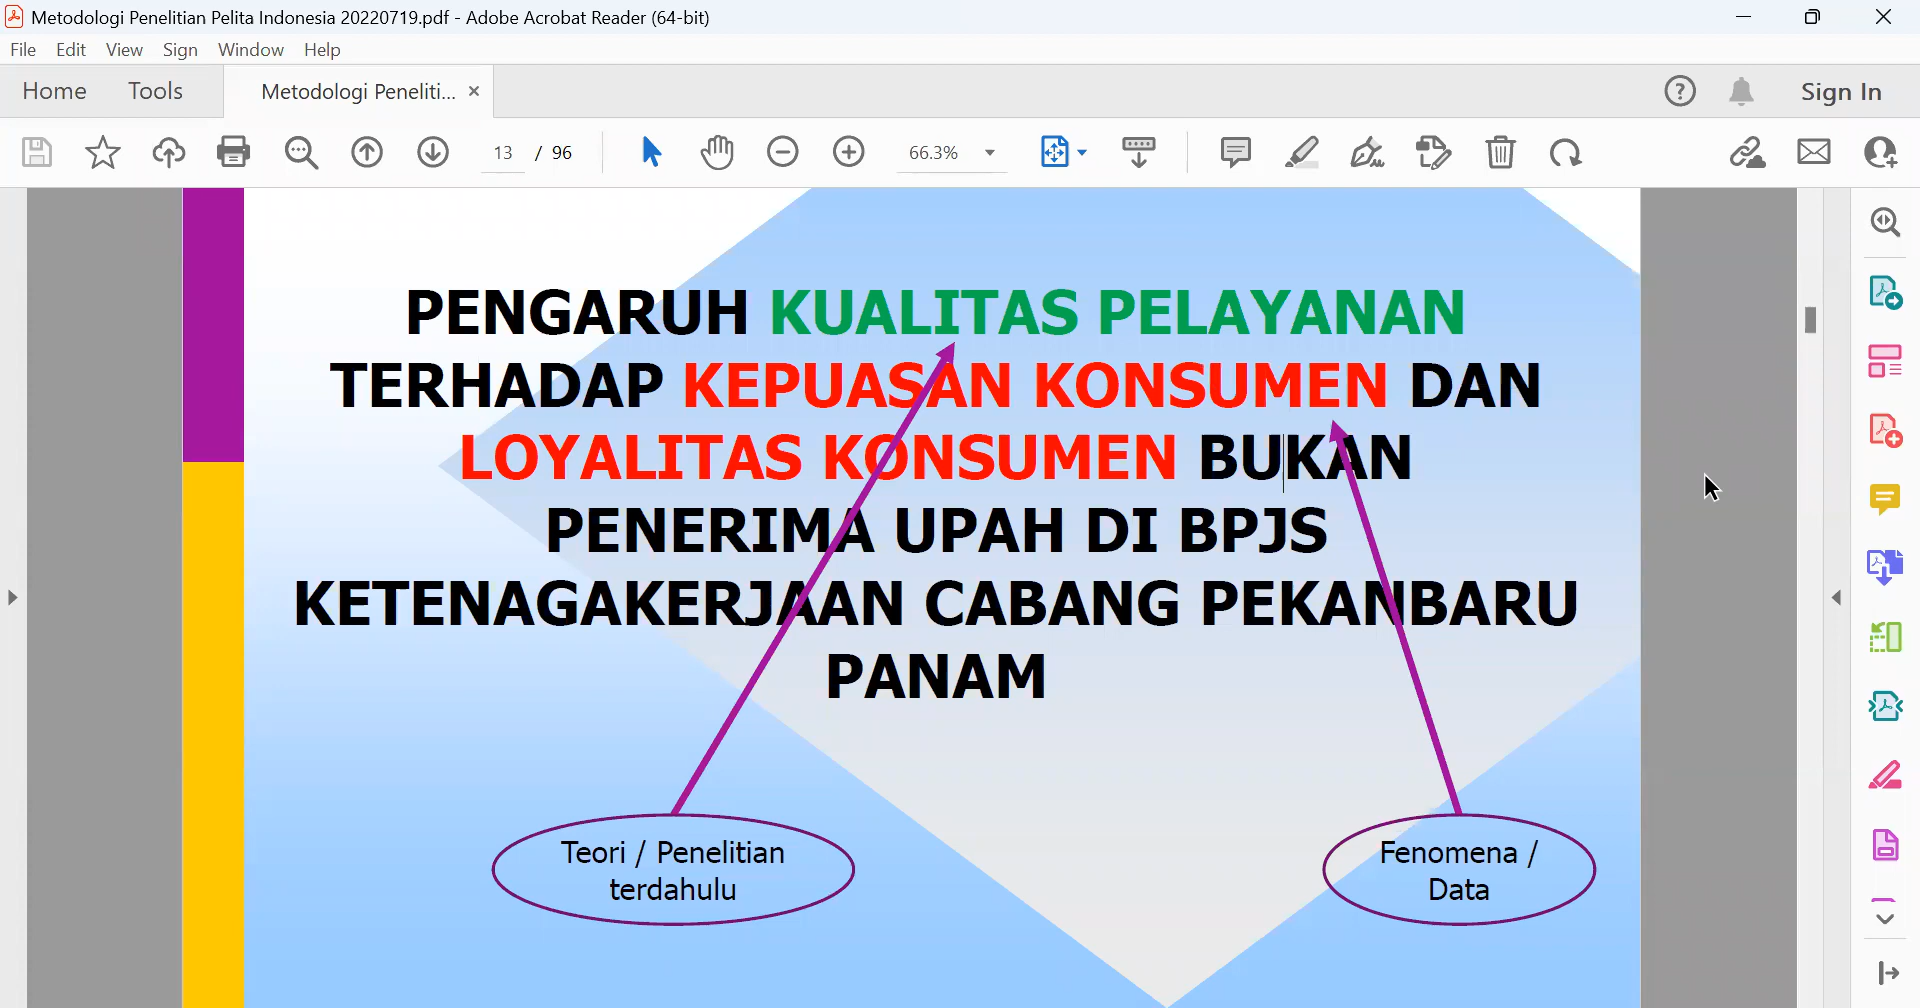 Metodologi Penelitian Pelita Indonesia 20220719.pdf - Adobe Acrobat Reader (64-bit)
File Edit View Sign Window Help
Home Tools Metodologi Peneliti... × Sign In
13 / 96 66.3%
PENGARUH KUALITAS PELAYANAN
TERHADAP KEPUASAN KONSUMEN DAN
LOYALITAS KONSUMEN BUKAN
PENERIMA UPAH DI BPJS
KETENAGAKERJAAN CABANG PEKANBARU
PANAM
Teori / Penelitian
terdahulu
Fenomena /
Data